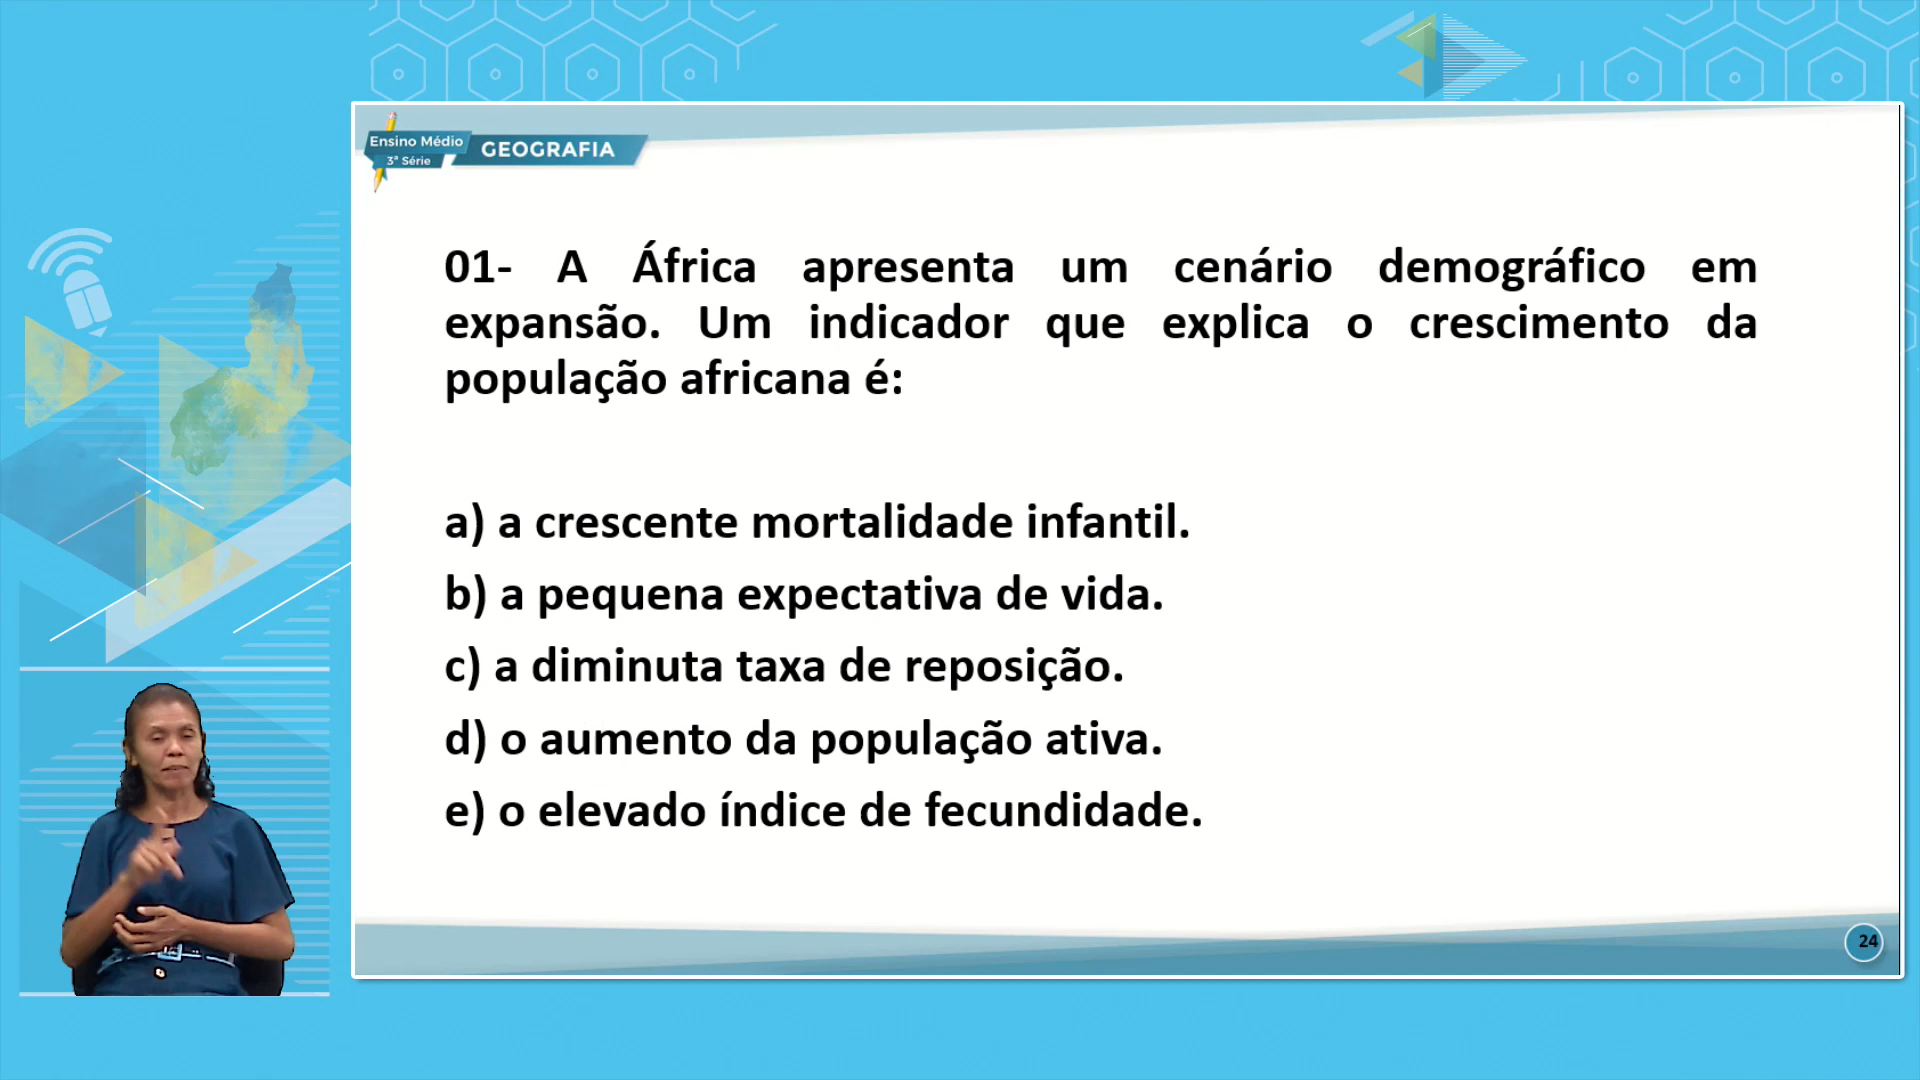 Ensino Médio
3ª Série
GEOGRAFIA
01- A África apresenta um cenário demográfico em
expansão. Um indicador que explica o crescimento da
população africana é:
a) a crescente mortalidade infantil.
b) a pequena expectativa de vida.
c) a diminuta taxa de reposição.
d) o aumento da população ativa.
e) o elevado índice de fecundidade.
24